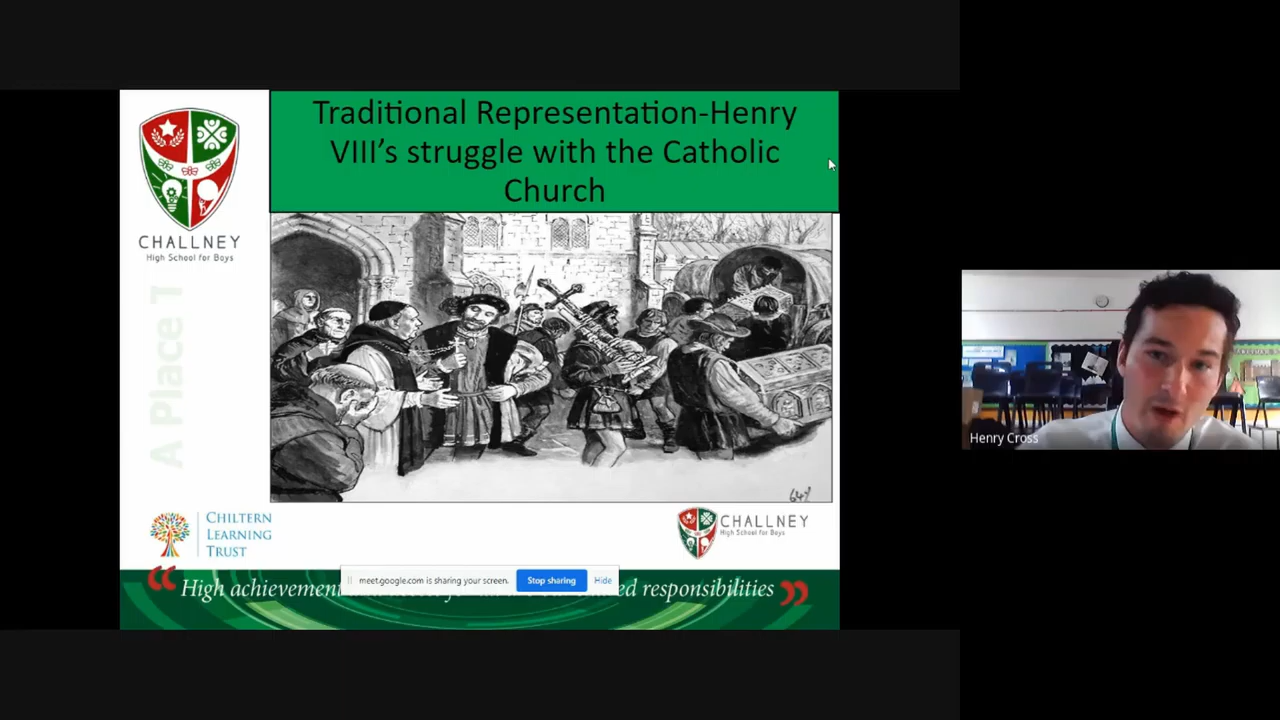 Traditional Representation-Henry
VIII’s struggle with the Catholic
Church
CHALLNEY
High School for Boys
A Place T
64y
CHILTERN
LEARNING
TRUST
CHALLNEY
High School for Boys
meet.google.com is sharing your screen.
Stop sharing
Hide
“ High achievement ed responsibilities ”
Henry Cross